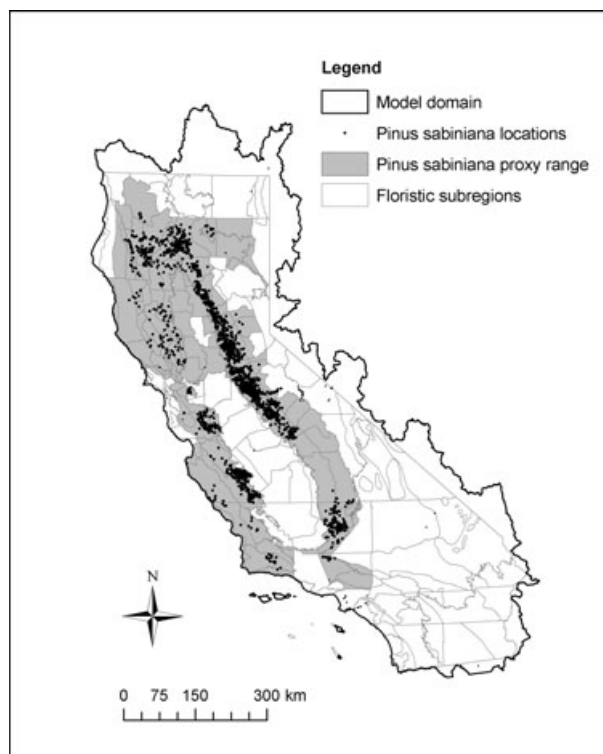 Legend
Model domain
Pinus sabiniana locations
Pinus sabiniana proxy range
Floristic subregions
N
0 75 150 300 km